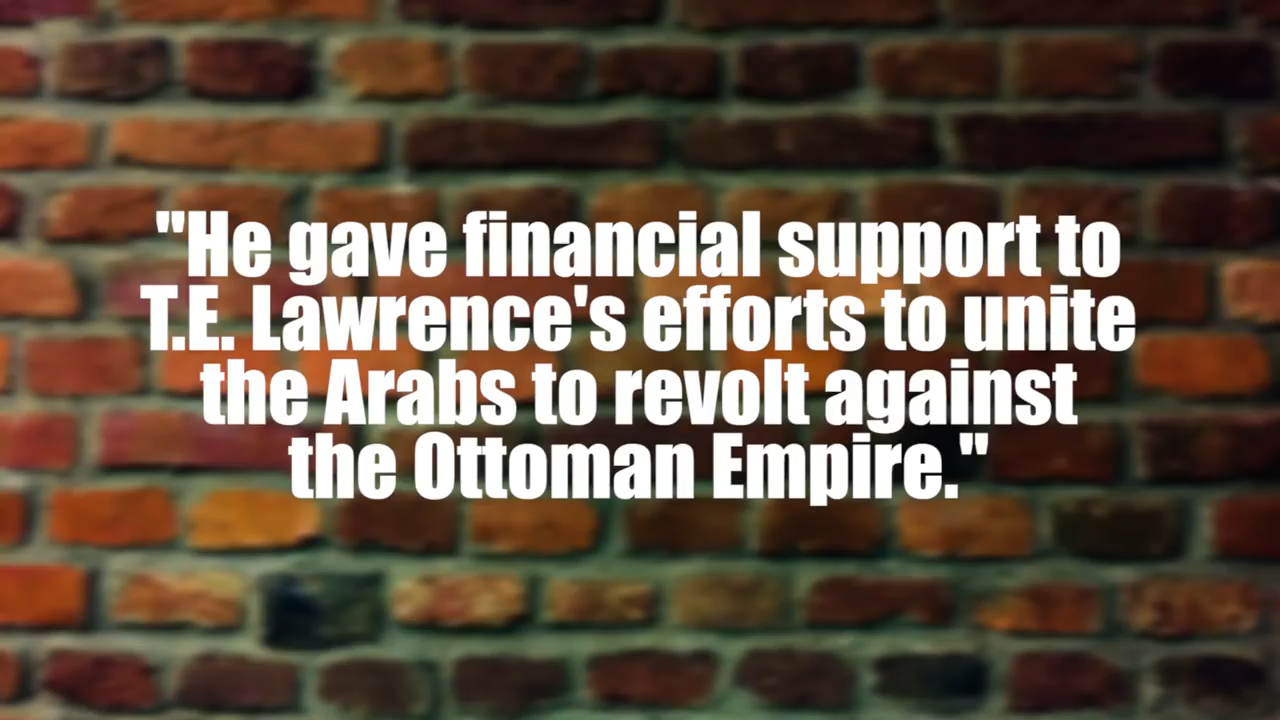 "He gave financial support to
T.E. Lawrence's efforts to unite
the Arabs to revolt against
the Ottoman Empire."